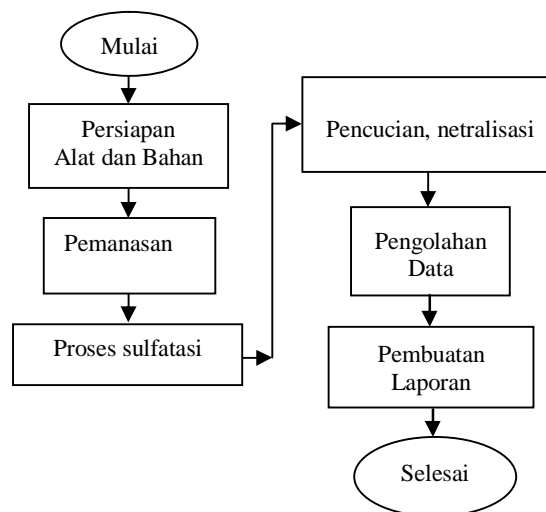 Mulai
Persiapan
Alat dan Bahan
Pemanasan
Proses sulfatasi
Pencucian, netralisasi
Pengolahan
Data
Pembuatan
Laporan
Selesai